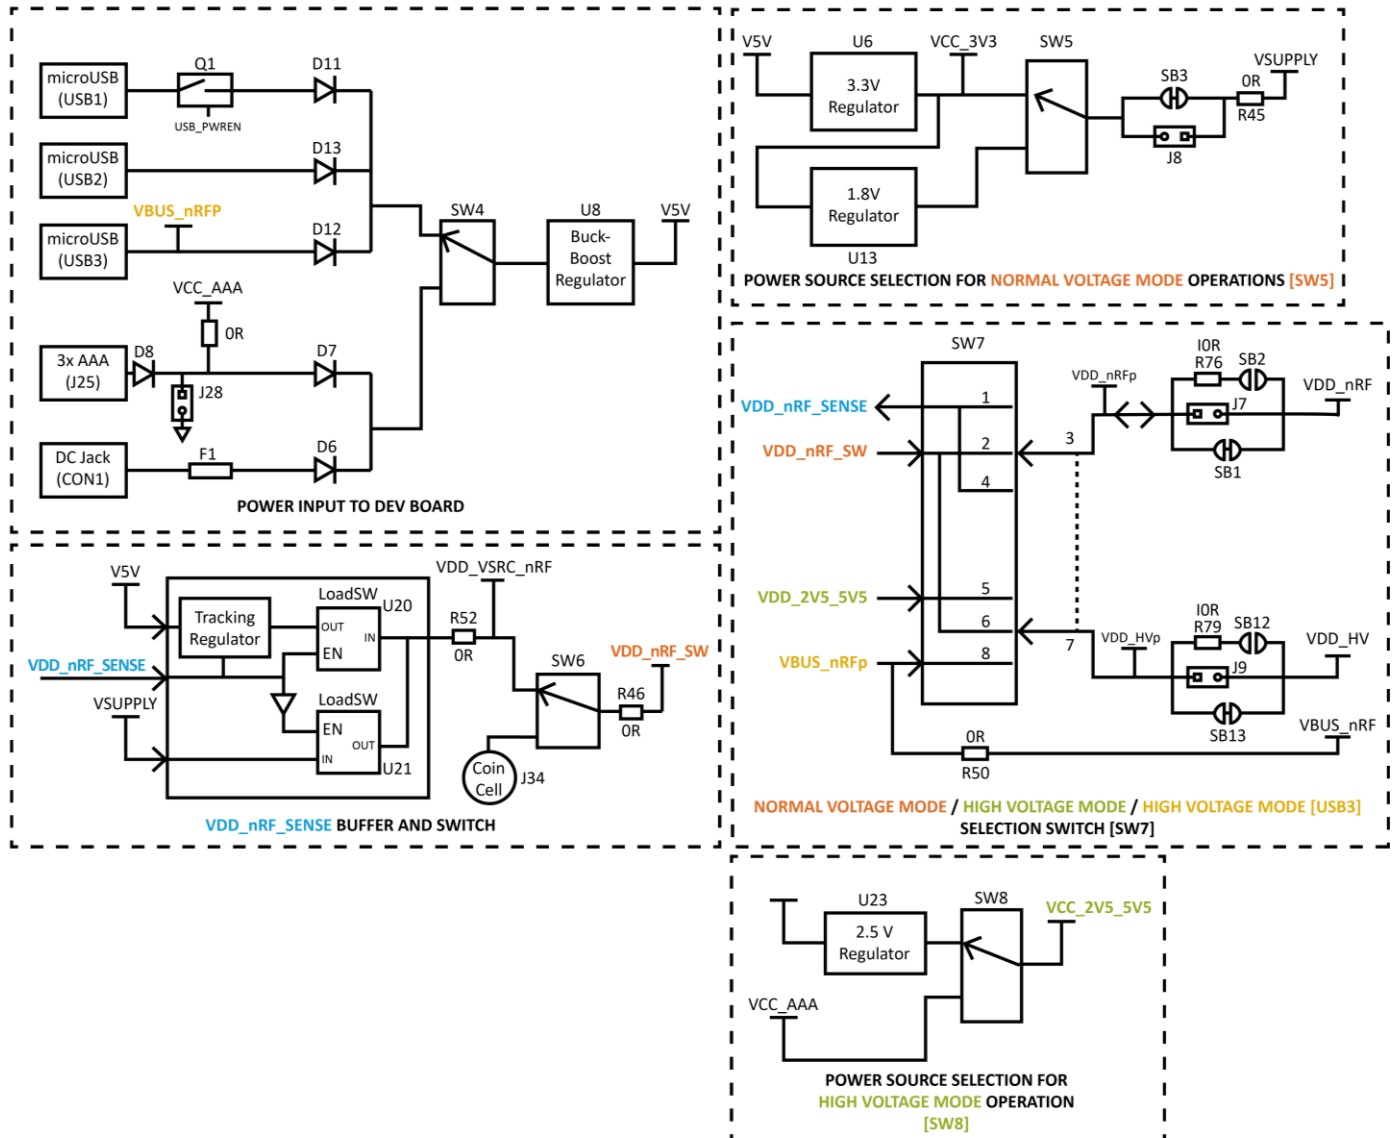 microUSB
(USB1)
Q1
USB_PWREN
D11
microUSB
(USB2)
D13
VBUS_nRFP
microUSB
(USB3)
D12
SW4
U8
Buck-
Boost
Regulator
V5V
VCC_AAA
0R
3x AAA
(J25)
D8
J28
D7
DC Jack
(CON1)
F1
D6
POWER INPUT TO DEV BOARD
V5V
U6
3.3V
Regulator
VCC_3V3
SW5
SB3
0R
R45
VSUPPLY
J8
1.8V
Regulator
U13
POWER SOURCE SELECTION FOR NORMAL VOLTAGE MODE OPERATIONS [SW5]
V5V
Tracking
Regulator
LoadSW
U20
OUT
IN
EN
VDD_nRF_SENSE
VSUPPLY
LoadSW
EN
OUT
IN
U21
R52
0R
VDD_VSRC_nRF
SW6
Coin
Cell
J34
R46
0R
VDD_nRF_SW
VDD_nRF_SENSE BUFFER AND SWITCH
SW7
VDD_nRF_SENSE
1
VDD_nRF_SW
2
3
4
VDD_nRFp
I0R
R76
SB2
J7
SB1
VDD_nRF
VDD_2V5_5V5
5
6
7
VBUS_nRFp
8
VDD_HVp
I0R
R79
SB12
J9
SB13
VDD_HV
0R
R50
VBUS_nRF
NORMAL VOLTAGE MODE / HIGH VOLTAGE MODE / HIGH VOLTAGE MODE [USB3]
SELECTION SWITCH [SW7]
U23
2.5 V
Regulator
SW8
VCC_2V5_5V5
VCC_AAA
POWER SOURCE SELECTION FOR
HIGH VOLTAGE MODE OPERATION
[SW8]